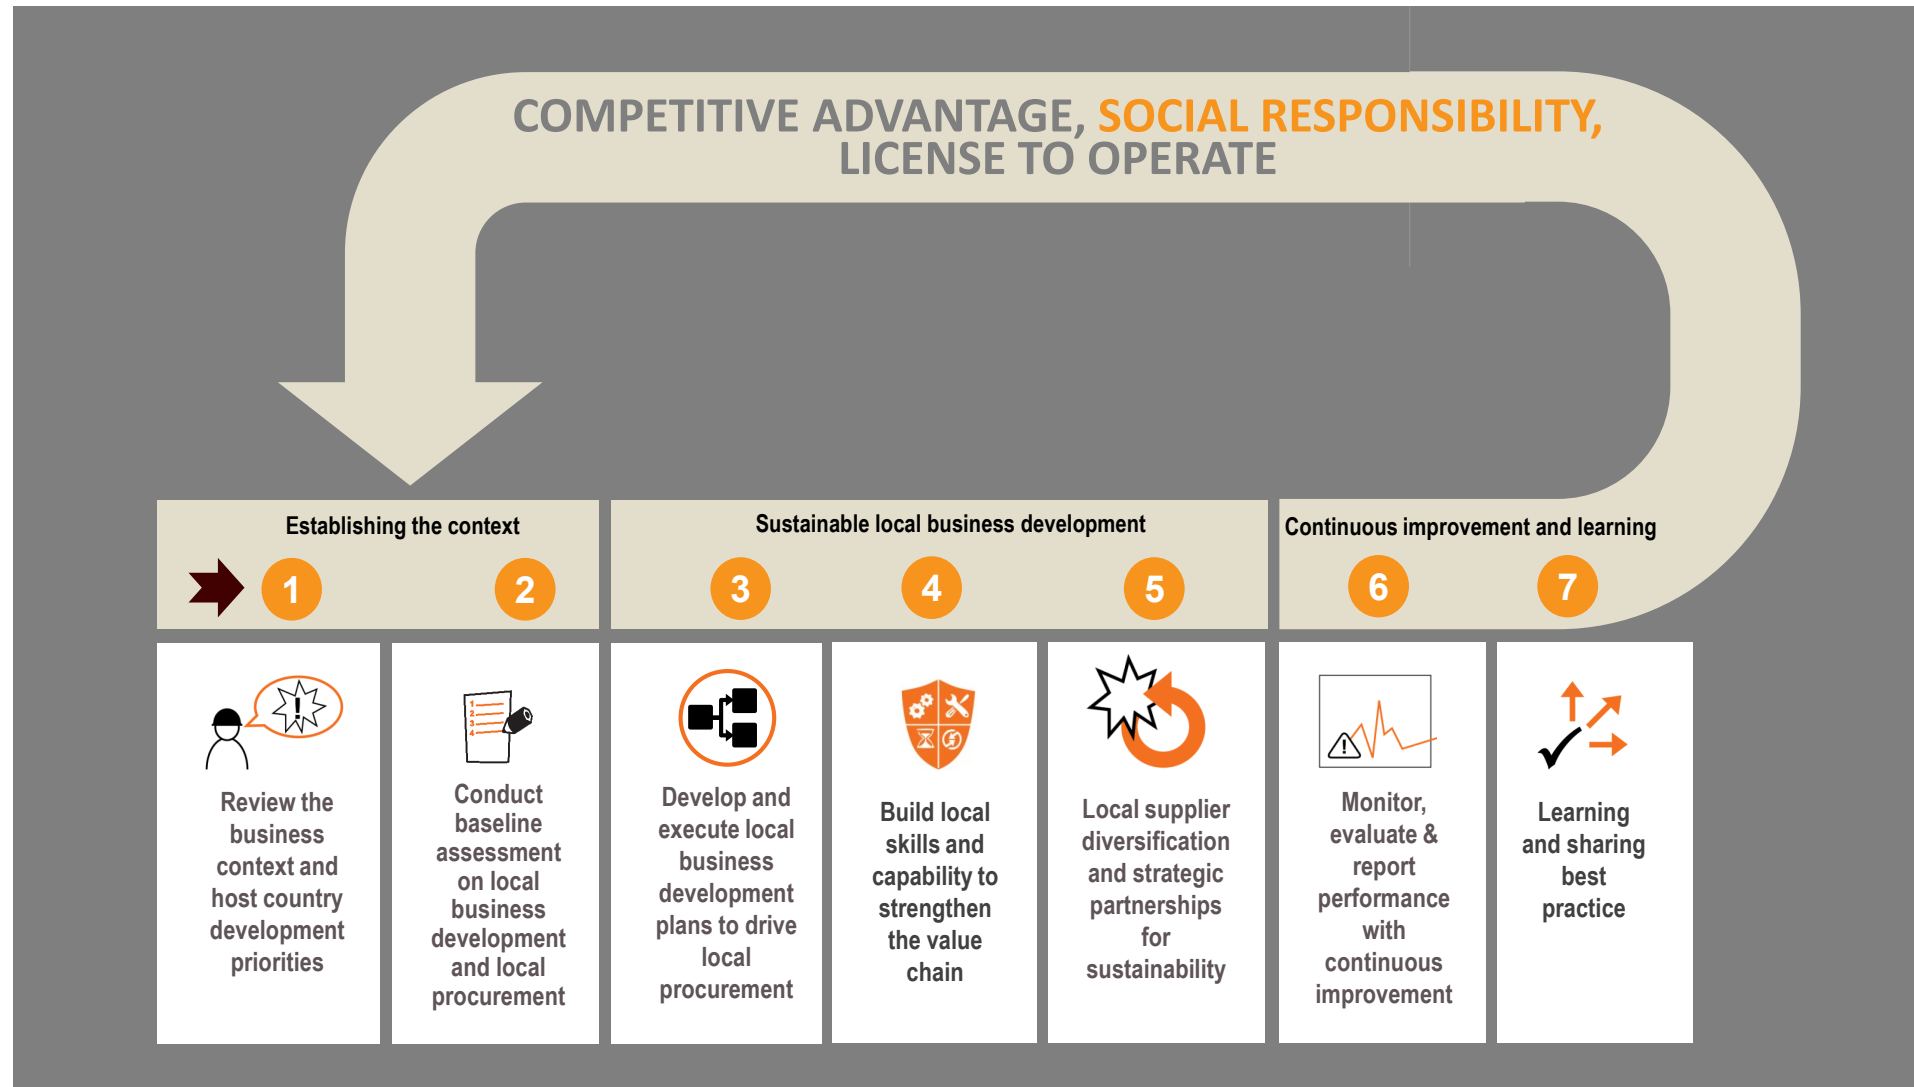 COMPETITIVE ADVANTAGE, SOCIAL RESPONSIBILITY,
LICENSE TO OPERATE
Establishing the context
1
2
Sustainable local business development
3
4
5
Continuous improvement and learning
6
7
!
Review the
business
context and
host country
development
priorities
1
2
3
4
Conduct
baseline
assessment
on local
business
development
and local
procurement
Develop and
execute local
business
development
plans to drive
local
procurement
Build local
skills and
capability to
strengthen
the value
chain
Local supplier
diversification
and strategic
partnerships
for
sustainability
!
Monitor,
evaluate &
report
performance
with
continuous
improvement
Learning
and sharing
best
practice